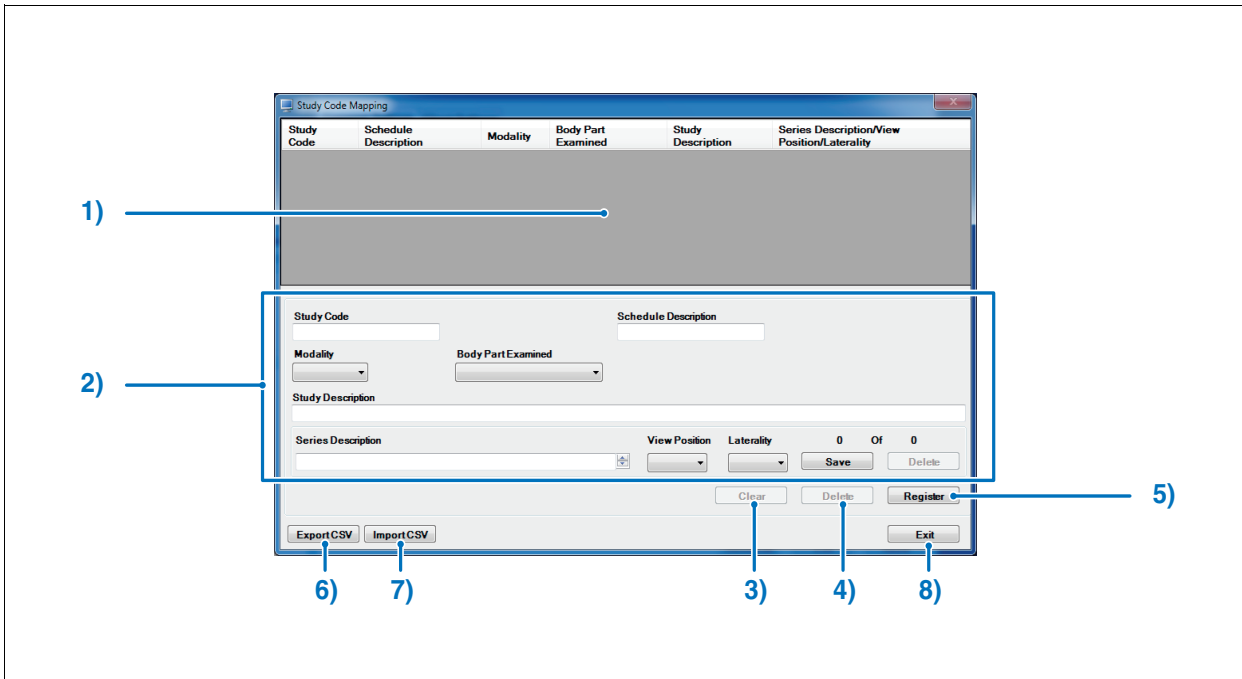 Study Code Mapping
Study Code Schedule Description Modality Body Part Examined Study Description Series Description/View Position/Laterality
1)
Study Code Schedule Description
Modality Body Part Examined
2)
Study Description
Series Description View Position Laterality 0 Of 0
Save Delete
Clear Delete Register 5)
Export CSV Import CSV Exit
6) 7) 3) 4) 8)